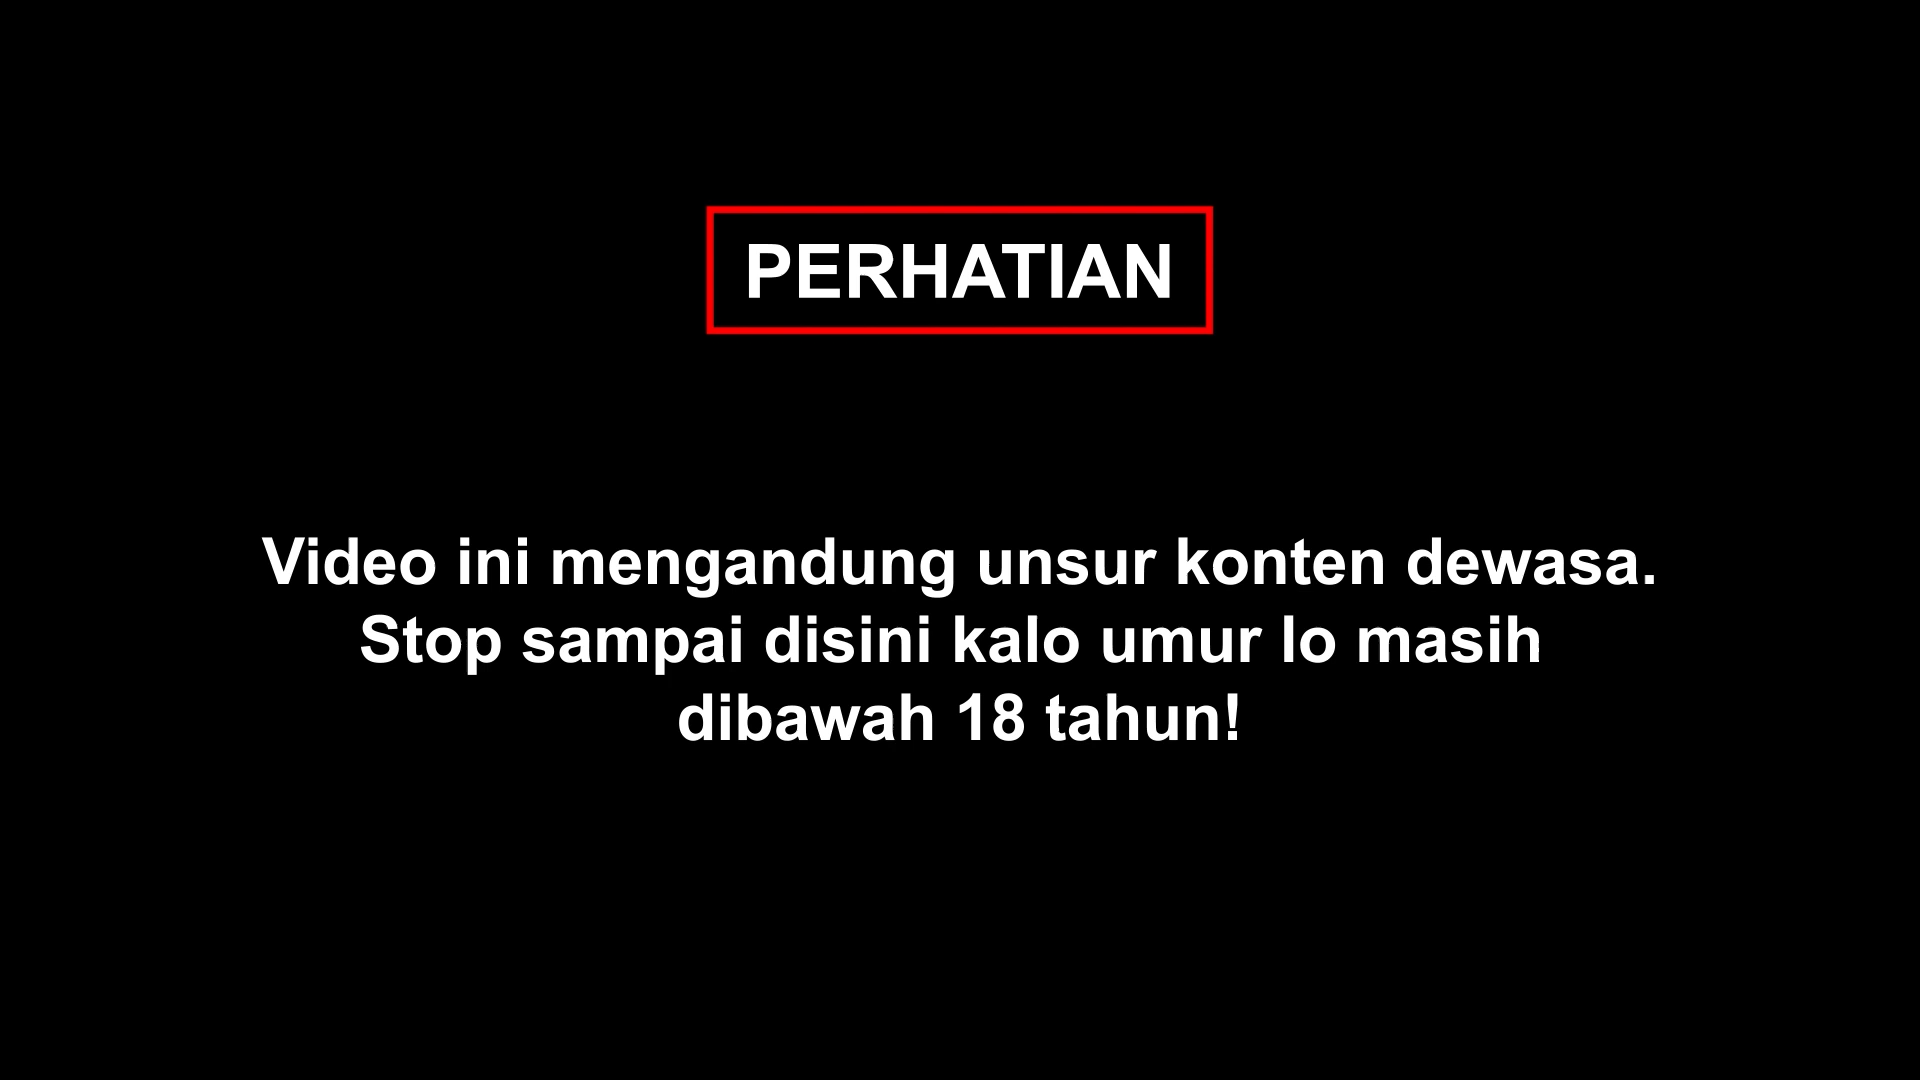 PERHATIAN
Video ini mengandung unsur konten dewasa.
Stop sampai disini kalo umur lo masih
dibawah 18 tahun!